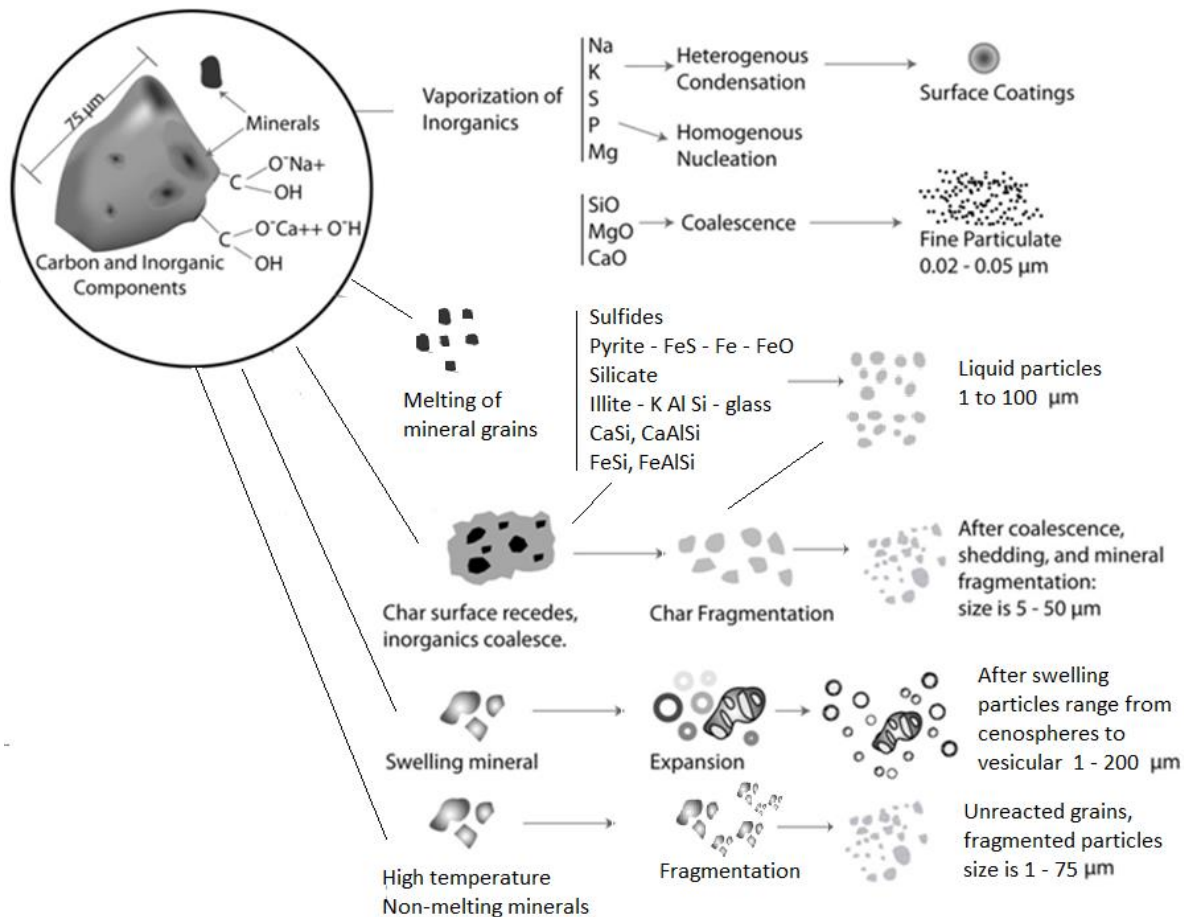 75 µm
Minerals
O⁻Na+
C
OH
O⁻Ca++ O⁻H
C
OH
Carbon and Inorganic
Components
Vaporization of
Inorganics
Na
K
S
P
Mg
Heterogenous
Condensation
Homogenous
Nucleation
Surface Coatings
SiO
MgO
CaO
Coalescence
Fine Particulate
0.02 - 0.05 µm
Melting of
mineral grains
Sulfides
Pyrite - FeS - Fe - FeO
Silicate
Illite - K Al Si - glass
CaSi, CaAlSi
FeSi, FeAlSi
Liquid particles
1 to 100 µm
Char surface recedes,
inorganics coalesce.
Char Fragmentation
After coalescence,
shedding, and mineral
fragmentation:
size is 5 - 50 µm
Swelling mineral
Expansion
After swelling
particles range from
cenospheres to
vesicular 1 - 200 µm
High temperature
Non-melting minerals
Fragmentation
Unreacted grains,
fragmented particles
size is 1 - 75 µm